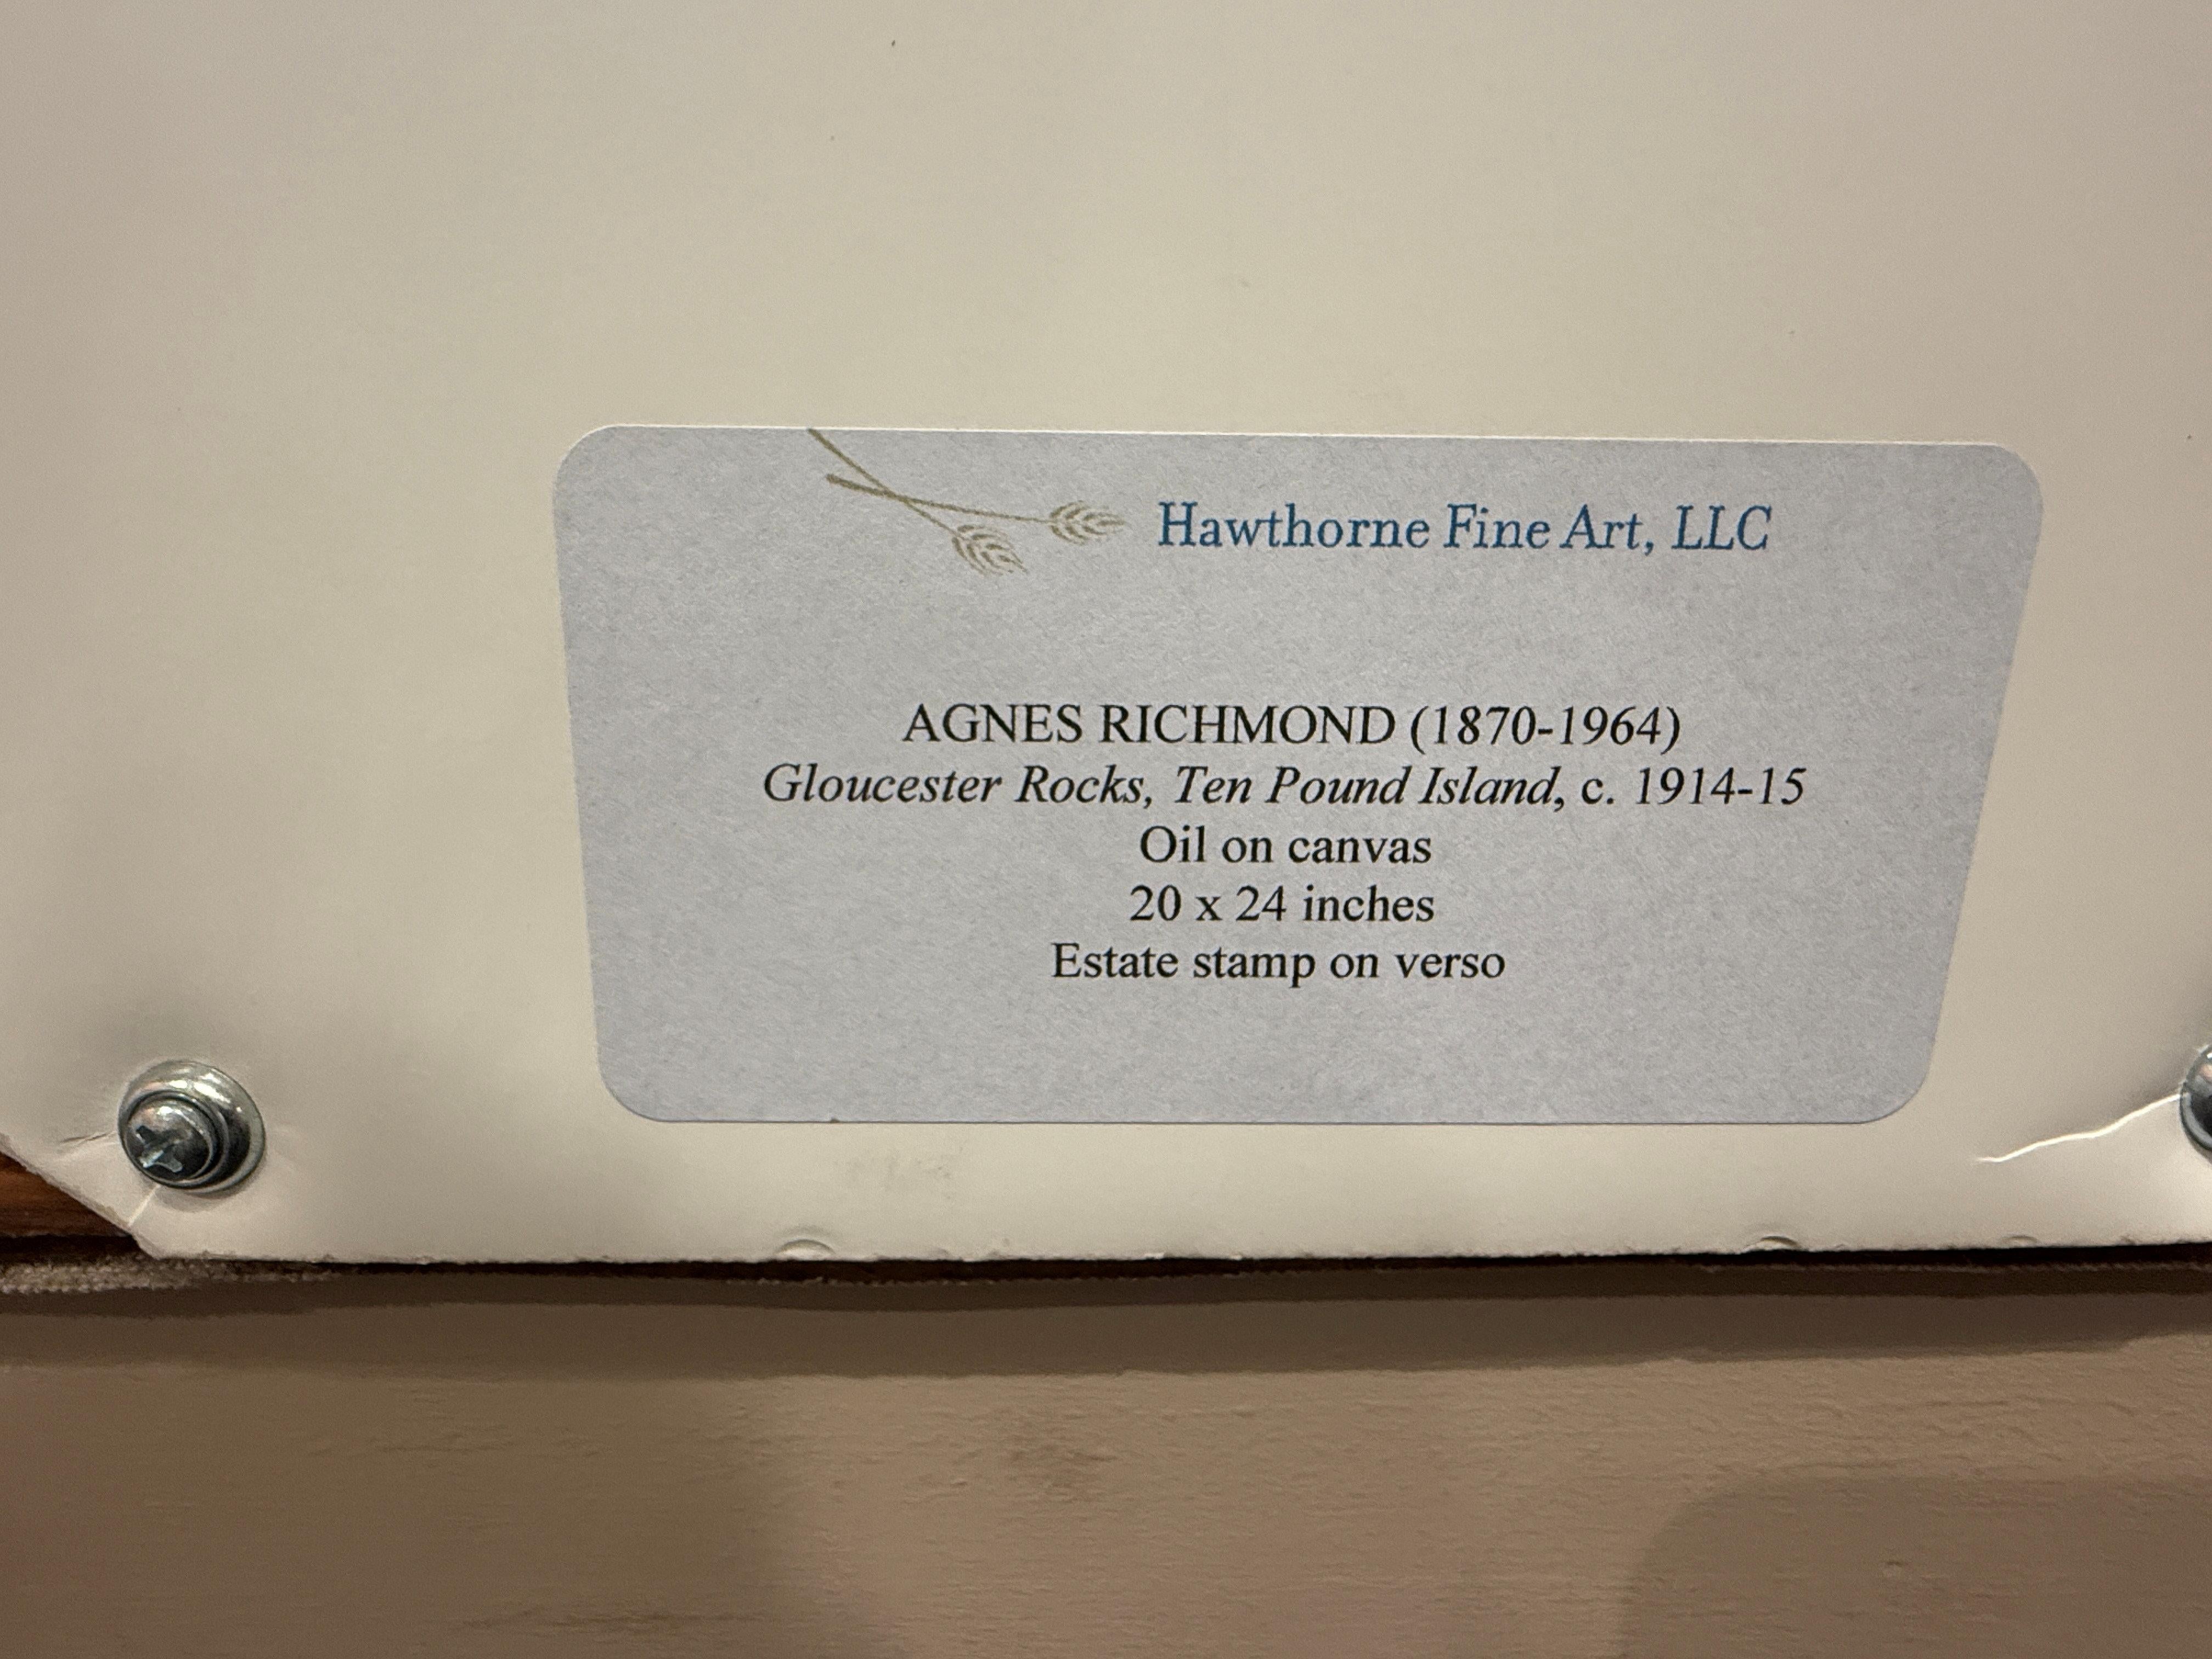 Hawthorne Fine Art, LLC
AGNES RICHMOND (1870-1964)
Gloucester Rocks, Ten Pound Island, c. 1914-15
Oil on canvas
20 x 24 inches
Estate stamp on verso